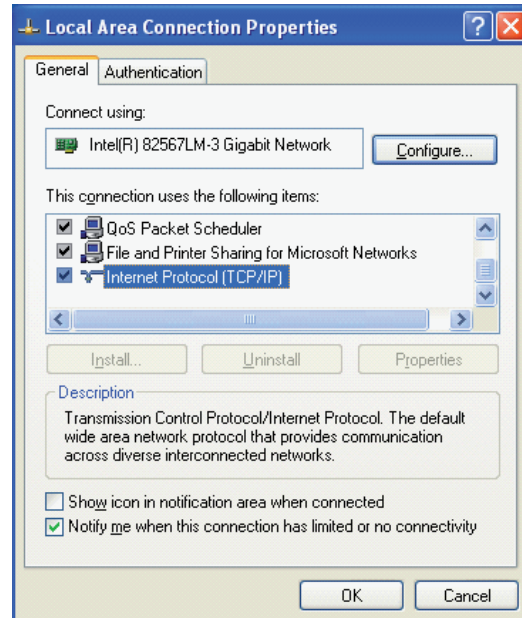 Local Area Connection Properties
General
Authentication
Connect using:
Intel(R) 82567LM-3 Gigabit Network
Configure...
This connection uses the following items:
QoS Packet Scheduler
File and Printer Sharing for Microsoft Networks
Internet Protocol (TCP/IP)
Install...
Uninstall
Properties
Description
Transmission Control Protocol/Internet Protocol. The default
wide area network protocol that provides communication
across diverse interconnected networks.
Show icon in notification area when connected
Notify me when this connection has limited or no connectivity
OK
Cancel